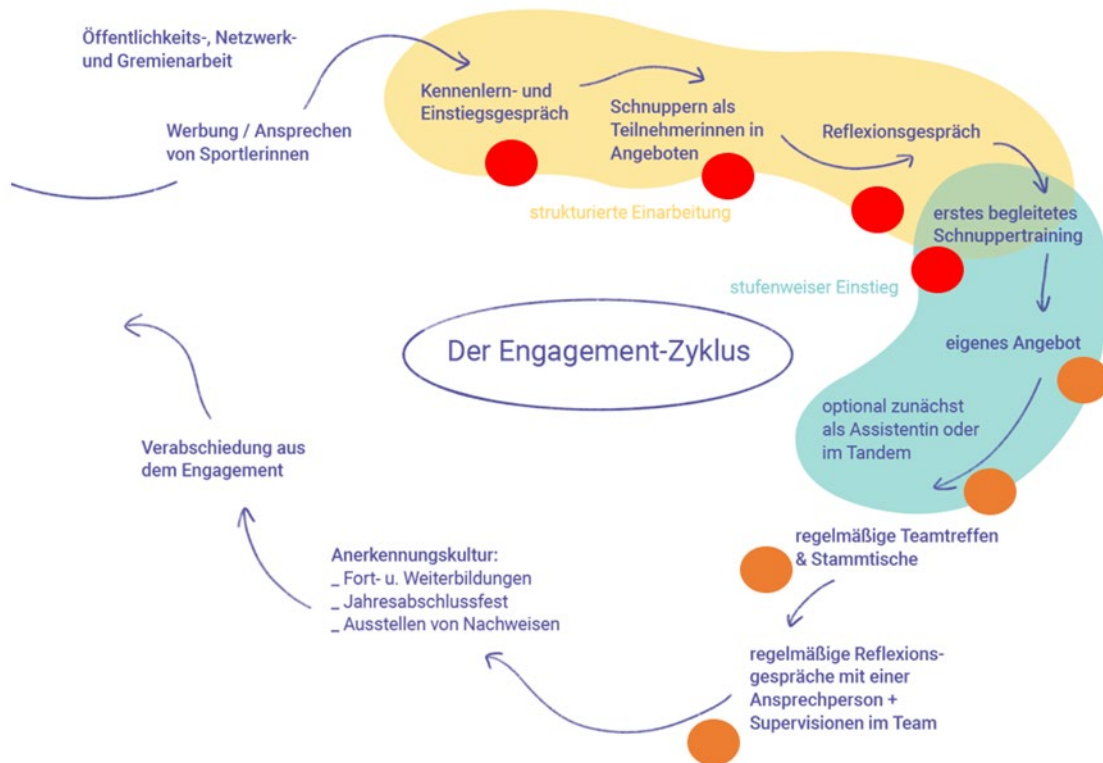 Öffentlichkeits-, Netzwerk-
und Gremienarbeit
Werbung / Ansprechen
von Sportlerinnen
Kennenlern- und
Einstiegsgespräch
Schnuppern als
Teilnehmerinnen in
Angeboten
Reflexionsgespräch
strukturierte Einarbeitung
erstes begleitetes
Schnuppertraining
stufenweiser Einstieg
eigenes Angebot
Der Engagement-Zyklus
optional zunächst
als Assistentin oder
im Tandem
regelmäßige Teamtreffen
& Stammtische
regelmäßige Reflexions-
gespräche mit einer
Ansprechperson +
Supervisionen im Team
Anerkennungskultur:
_ Fort- u. Weiterbildungen
_ Jahresabschlussfest
_ Ausstellen von Nachweisen
Verabschiedung aus
dem Engagement